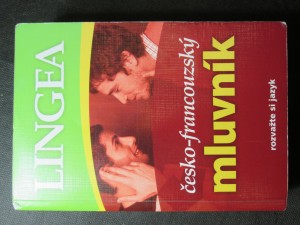 LINGEA
česko-francouzský
mluvník
rozvažte si jazyk